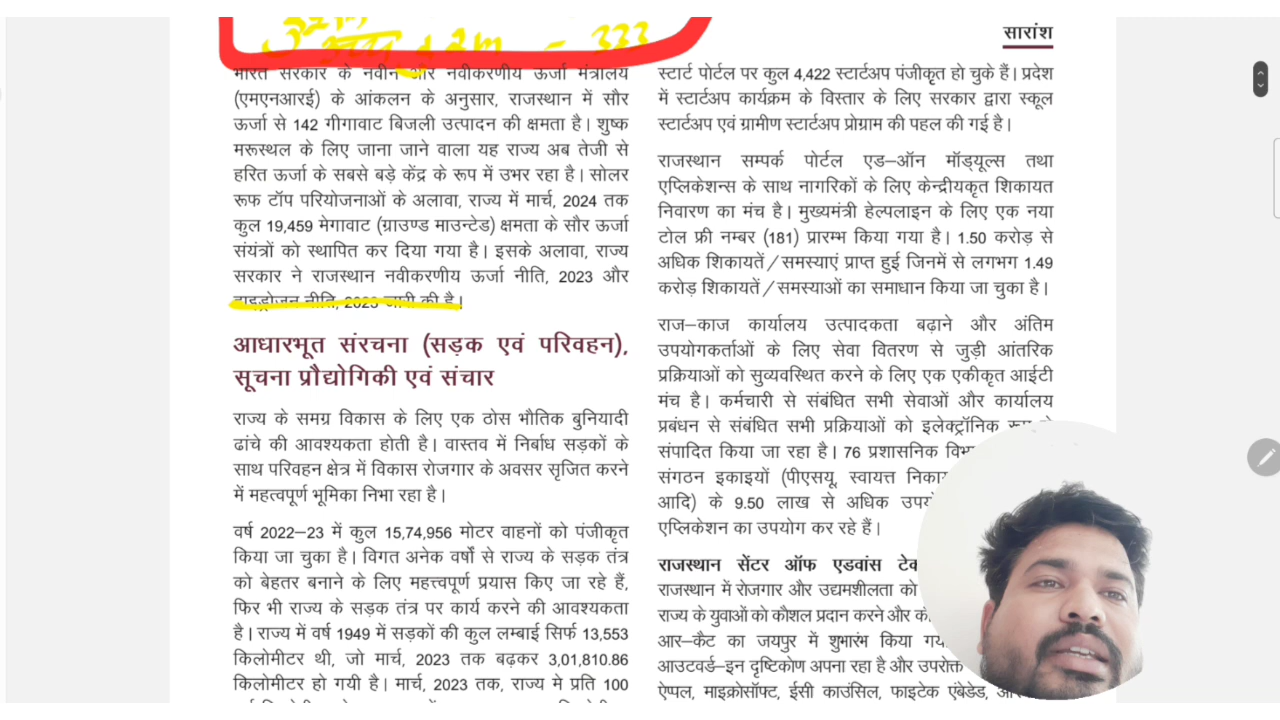 333
सारांश
भारत सरकार के नवीन और नवीकरणीय ऊर्जा मंत्रालय
(एमएनआरई) के आंकलन के अनुसार, राजस्थान में सौर
ऊर्जा से 142 गीगावाट बिजली उत्पादन की क्षमता है। शुष्क
मरूस्थल के लिए जाना जाने वाला यह राज्य अब तेजी से
हरित ऊर्जा के सबसे बड़े केंद्र के रूप में उभर रहा है। सोलर
रूफ टॉप परियोजनाओं के अलावा, राज्य में मार्च, 2024 तक
कुल 19,459 मेगावाट (ग्राउण्ड माउन्टेड) क्षमता के सौर ऊर्जा
संयंत्रों को स्थापित कर दिया गया है। इसके अलावा, राज्य
सरकार ने राजस्थान नवीकरणीय ऊर्जा नीति, 2023 और
हाइड्रोजन नीति, 2023 जारी की है।
आधारभूत संरचना (सड़क एवं परिवहन),
सूचना प्रौद्योगिकी एवं संचार
राज्य के समग्र विकास के लिए एक ठोस भौतिक बुनियादी
ढांचे की आवश्यकता होती है। वास्तव में निर्बाध सड़कों के
साथ परिवहन क्षेत्र में विकास रोजगार के अवसर सृजित करने
में महत्वपूर्ण भूमिका निभा रहा है।
वर्ष 2022–23 में कुल 15,74,956 मोटर वाहनों को पंजीकृत
किया जा चुका है। विगत अनेक वर्षों से राज्य के सड़क तंत्र
को बेहतर बनाने के लिए महत्त्वपूर्ण प्रयास किए जा रहे हैं,
फिर भी राज्य के सड़क तंत्र पर कार्य करने की आवश्यकता
है। राज्य में वर्ष 1949 में सड़कों की कुल लम्बाई सिर्फ 13,553
किलोमीटर थी, जो मार्च, 2023 तक बढ़कर 3,01,810.86
किलोमीटर हो गयी है। मार्च, 2023 तक, राज्य मे प्रति 100
स्टार्ट पोर्टल पर कुल 4,422 स्टार्टअप पंजीकृत हो चुके हैं। प्रदेश
में स्टार्टअप कार्यक्रम के विस्तार के लिए सरकार द्वारा स्कूल
स्टार्टअप एवं ग्रामीण स्टार्टअप प्रोग्राम की पहल की गई है।
राजस्थान सम्पर्क पोर्टल एड–ऑन मॉड्यूल्स तथा
एप्लिकेशन्स के साथ नागरिकों के लिए केन्द्रीयकृत शिकायत
निवारण का मंच है। मुख्यमंत्री हेल्पलाइन के लिए एक नया
टोल फ्री नम्बर (181) प्रारम्भ किया गया है। 1.50 करोड़ से
अधिक शिकायतें/समस्याएं प्राप्त हुई जिनमें से लगभग 1.49
करोड़ शिकायतें/समस्याओं का समाधान किया जा चुका है।
राज–काज कार्यालय उत्पादकता बढ़ाने और अंतिम
उपयोगकर्ताओं के लिए सेवा वितरण से जुड़ी आंतरिक
प्रक्रियाओं को सुव्यवस्थित करने के लिए एक एकीकृत आईटी
मंच है। कर्मचारी से संबंधित सभी सेवाओं और कार्यालय
प्रबंधन से संबंधित सभी प्रक्रियाओं को इलेक्ट्रॉनिक
संपादित किया जा रहा है। 76 प्रशासनिक
संगठन इकाइयों (पीएसयू, स्वायत्त
आदि) के 9.50 लाख से अधिक
एप्लिकेशन का उपयोग कर रहे हैं।
राजस्थान सेंटर ऑफ एडवांस
राजस्थान में रोजगार और उद्यमशीलता को
राज्य के युवाओं को कौशल प्रदान करने और
आर–कैट का जयपुर में शुभारंभ किया
आउटवर्ड–इन दृष्टिकोण अपना रहा है और उपरोक्त
ऐप्पल, माइक्रोसॉफ्ट, ईसी काउंसिल, फाइटेक एंबेडेड,